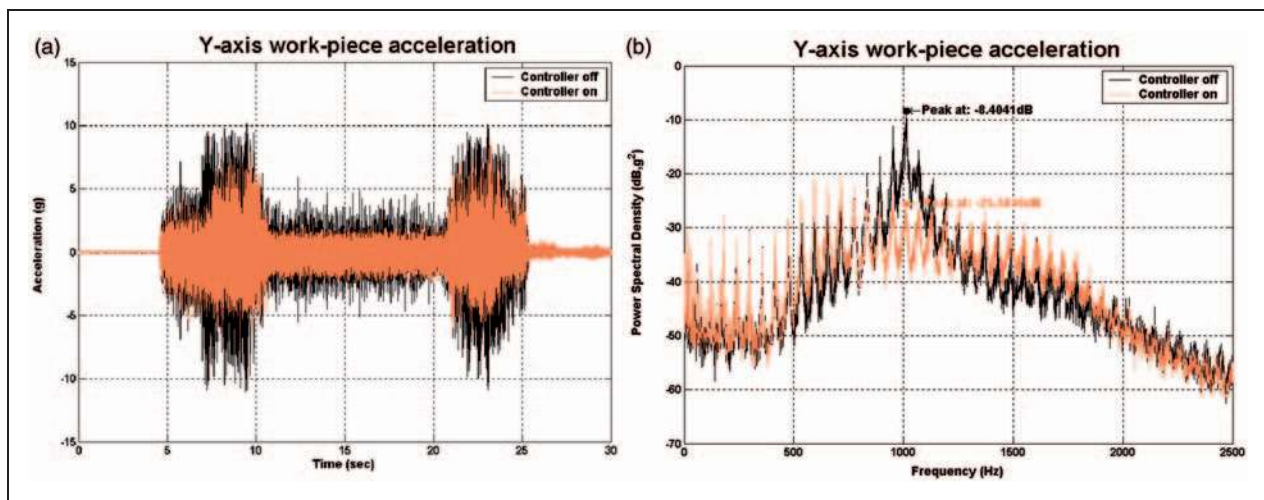 (a)
Y-axis work-piece acceleration
Controller off
Controller on
15
10
5
0
-5
-10
-15
Acceleration (g)
0 5 10 15 20 25 30
Time (sec)
(b)
Y-axis work-piece acceleration
Controller off
Controller on
Peak at: -8.4041dB
at:
0
-10
-20
-30
-40
-50
-60
-70
Power Spectral Density (dB,g²)
0 500 1000 1500 2000 2500
Frequency (Hz)